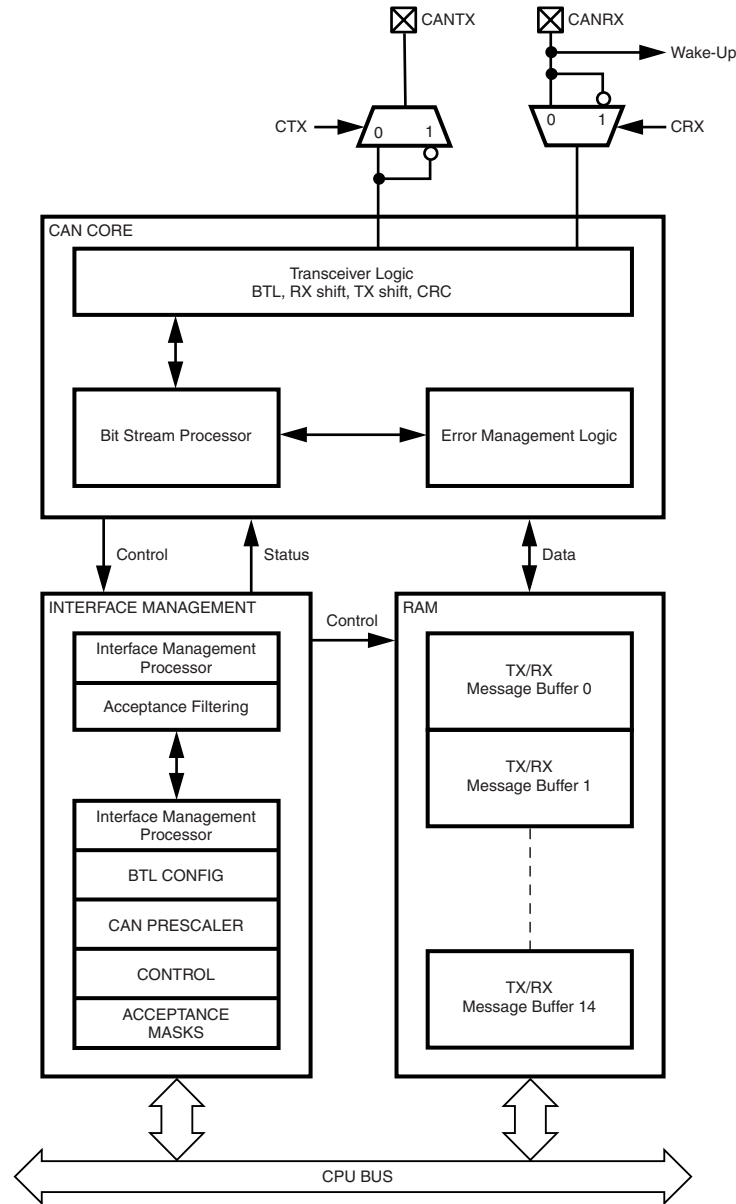 CANTX
CANRX
Wake-Up
CTX
0 1
0 1
CRX
CAN CORE
Transceiver Logic
BTL, RX shift, TX shift, CRC
Bit Stream Processor
Error Management Logic
Control
Status
Data
INTERFACE MANAGEMENT
Interface Management
Processor
Acceptance Filtering
Interface Management
Processor
BTL CONFIG
CAN PRESCALER
CONTROL
ACCEPTANCE
MASKS
Control
RAM
TX/RX
Message Buffer 0
TX/RX
Message Buffer 1
TX/RX
Message Buffer 14
CPU BUS